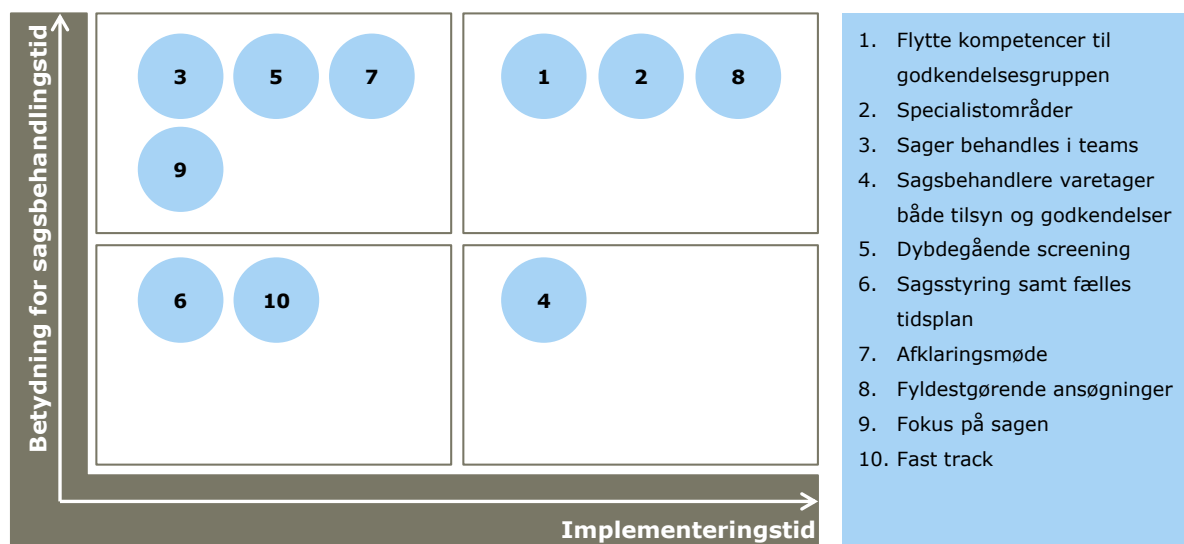 Betydning for sagsbehandlingstid
3 5 7
9
1 2 8
6 10
4
Implementeringstid
1. Flytte kompetencer til
godkendelsesgruppen
2. Specialistområder
3. Sager behandles i teams
4. Sagsbehandlere varetager
både tilsyn og godkendelser
5. Dybdegående screening
6. Sagsstyring samt fælles
tidsplan
7. Afklaringsmøde
8. Fyldestgørende ansøgninger
9. Fokus på sagen
10. Fast track